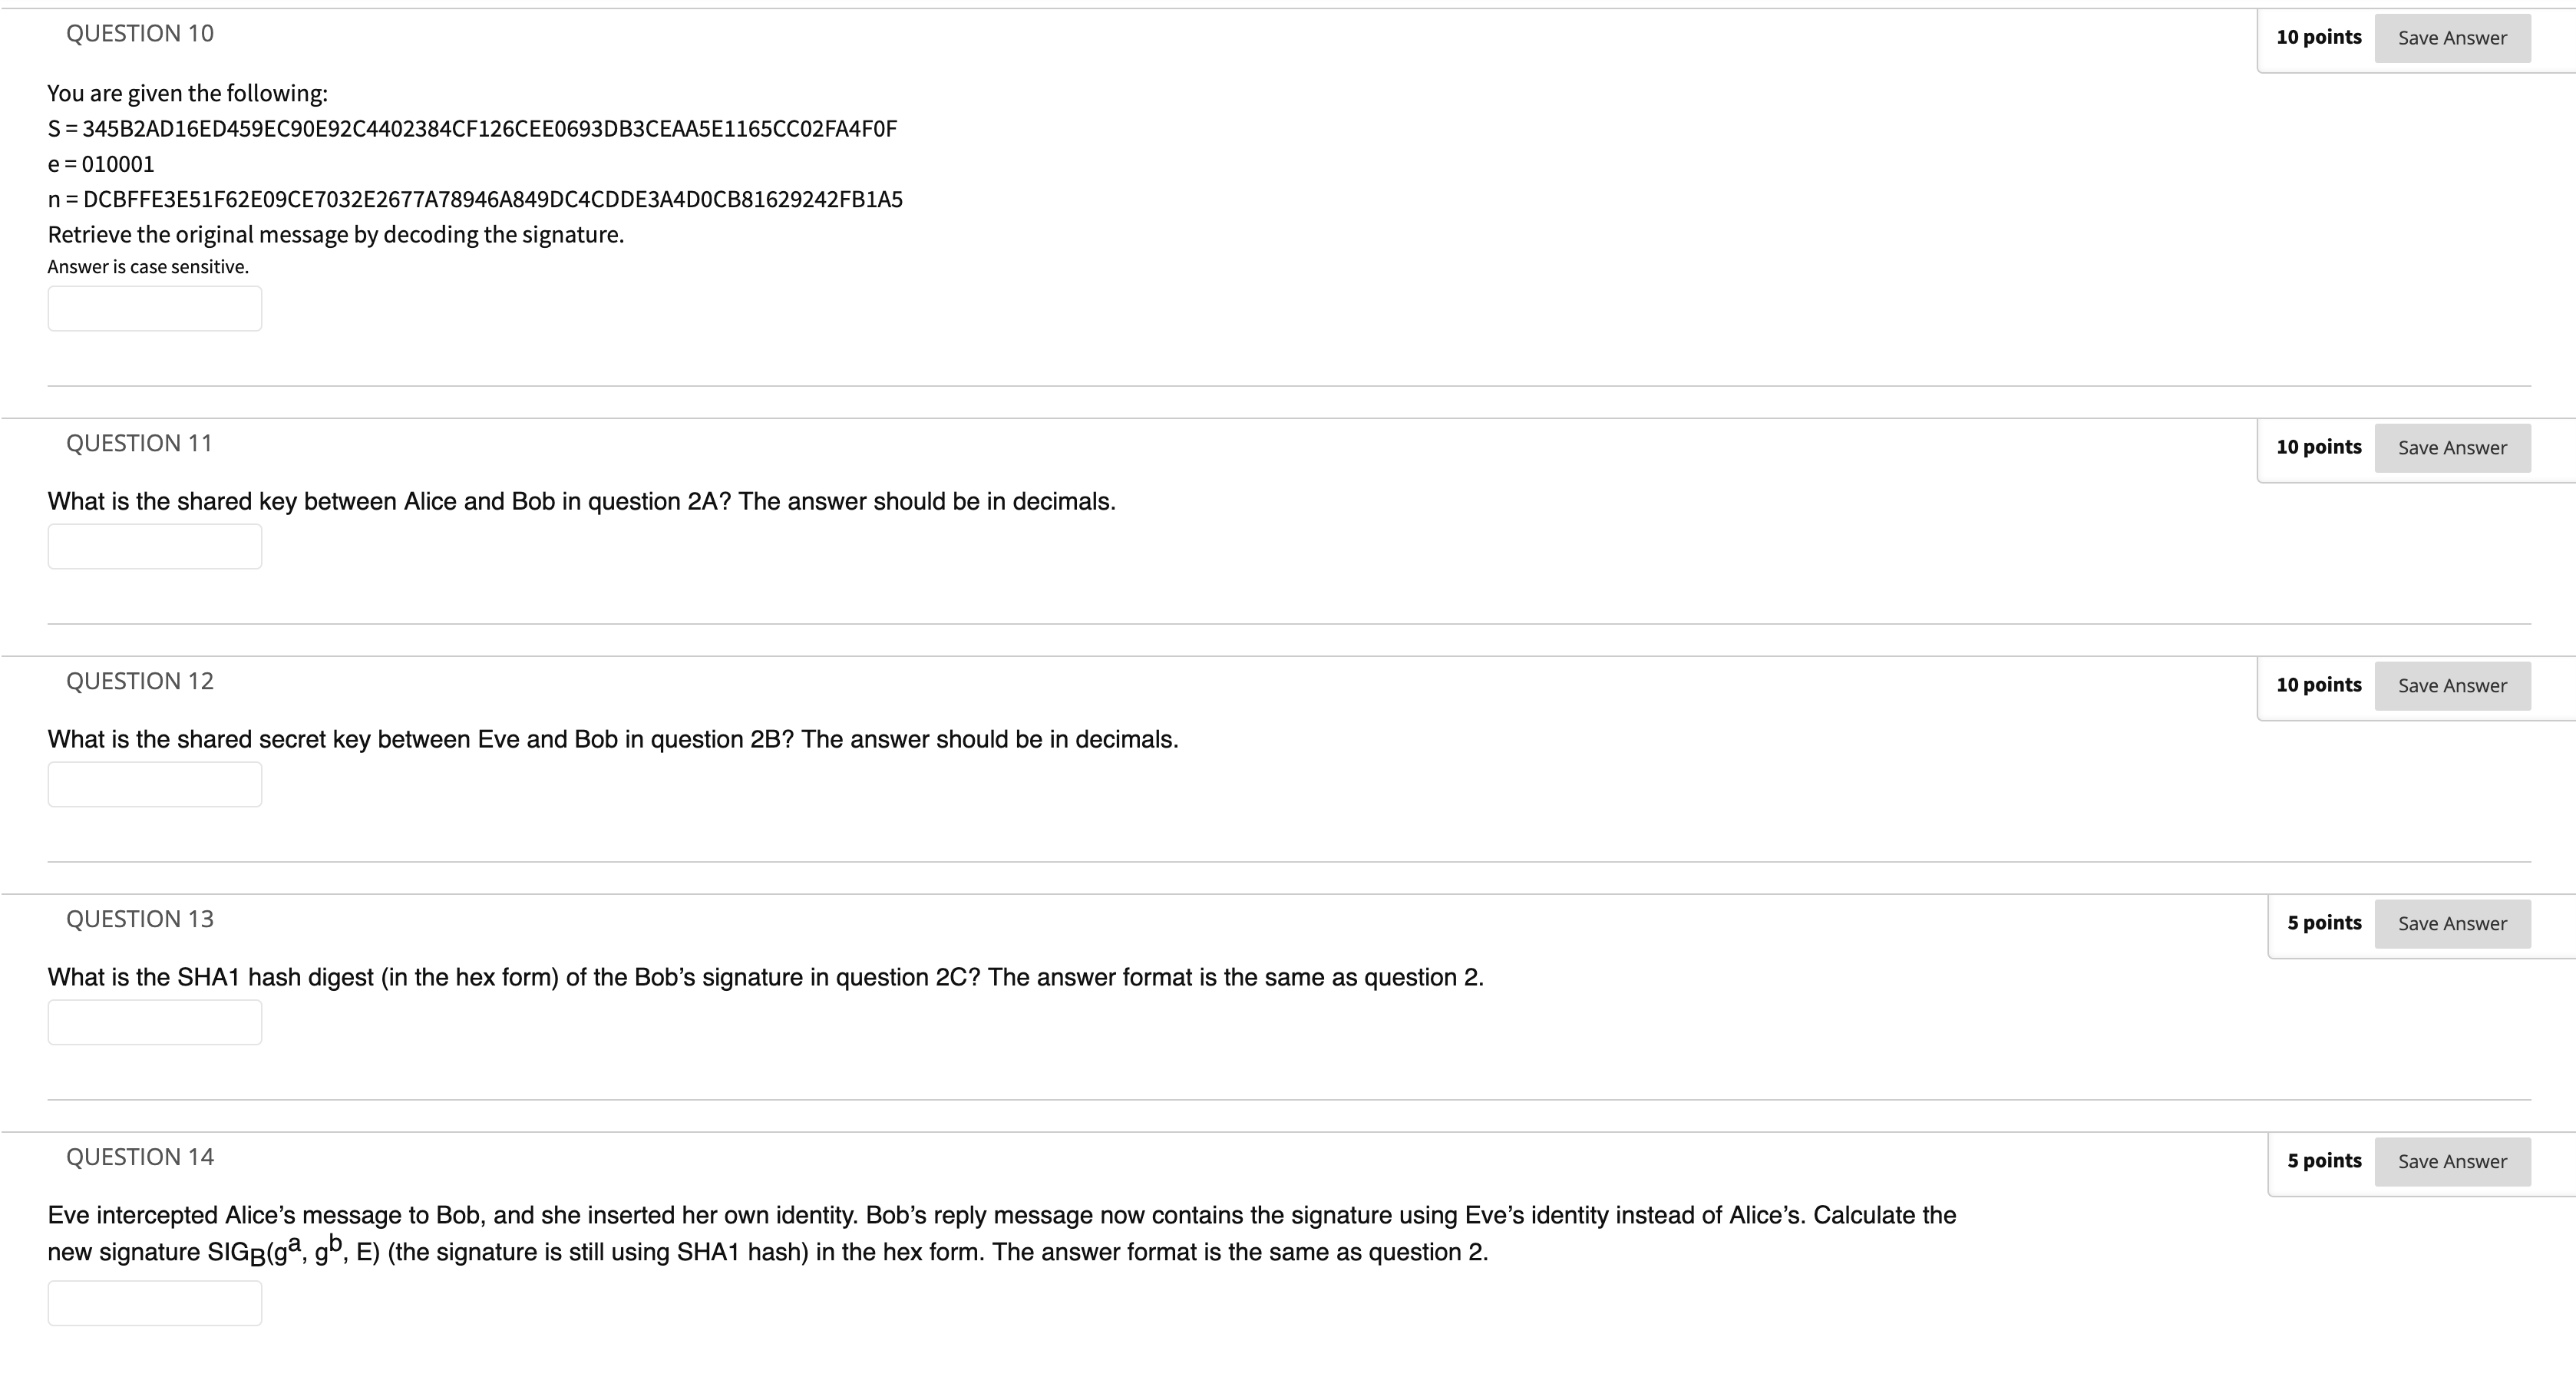 QUESTION 10
10 points
Save Answer
You are given the following:
S = 345B2AD16ED459EC90E92C4402384CF126CEE0693DB3CEAA5E1165CC02FA4F0F
e = 010001
n = DCBFFE3E51F62E09CE7032E2677A78946A849DC4CDDE3A4D0CB81629242FB1A5
Retrieve the original message by decoding the signature.
Answer is case sensitive.
QUESTION 11
10 points
Save Answer
What is the shared key between Alice and Bob in question 2A? The answer should be in decimals.
QUESTION 12
10 points
Save Answer
What is the shared secret key between Eve and Bob in question 2B? The answer should be in decimals.
QUESTION 13
5 points
Save Answer
What is the SHA1 hash digest (in the hex form) of the Bob’s signature in question 2C? The answer format is the same as question 2.
QUESTION 14
5 points
Save Answer
Eve intercepted Alice’s message to Bob, and she inserted her own identity. Bob’s reply message now contains the signature using Eve’s identity instead of Alice’s. Calculate the
new signature SIGB(gª, gᵇ, E) (the signature is still using SHA1 hash) in the hex form. The answer format is the same as question 2.